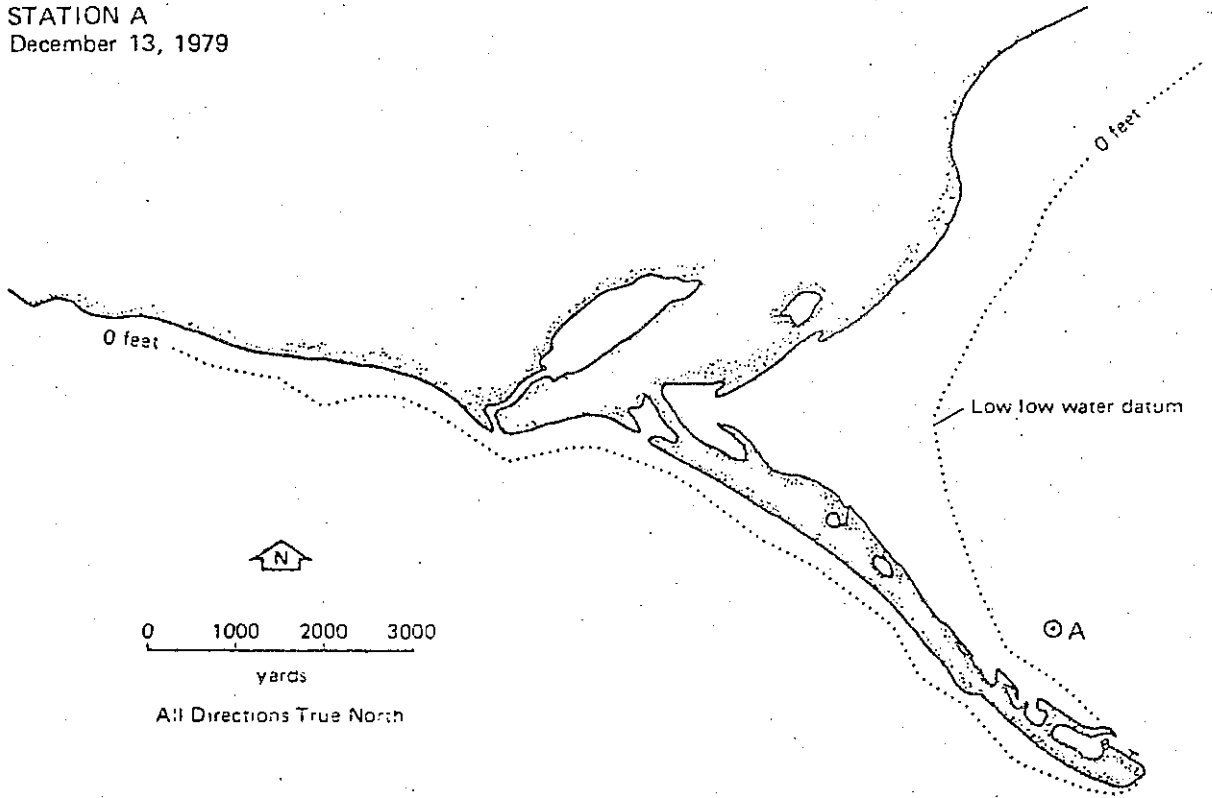 STATION A
December 13, 1979
0 feet
0 feet
Low low water datum
N
A
0 1000 2000 3000
yards
All Directions True North